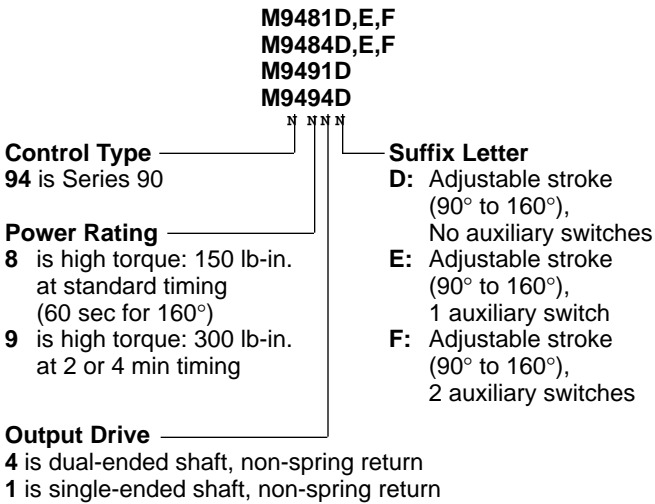 M9481D,E,F
M9484D,E,F
M9491D
M9494D
N N N N
Control Type
94 is Series 90
Power Rating
8 is high torque: 150 lb-in.
at standard timing
(60 sec for 160°)
9 is high torque: 300 lb-in.
at 2 or 4 min timing
Output Drive
4 is dual-ended shaft, non-spring return
1 is single-ended shaft, non-spring return
Suffix Letter
D: Adjustable stroke
(90° to 160°),
No auxiliary switches
E: Adjustable stroke
(90° to 160°),
1 auxiliary switch
F: Adjustable stroke
(90° to 160°),
2 auxiliary switches